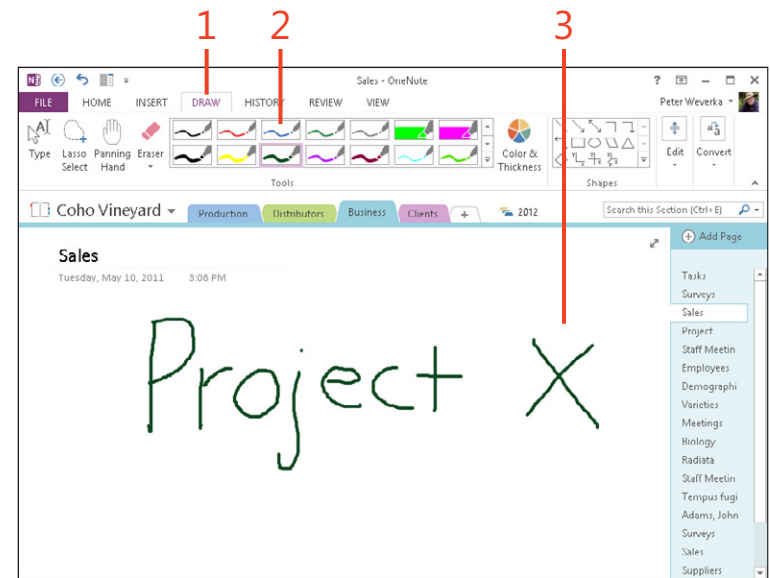 1 2 3
Sales - OneNote ?
FILE HOME INSERT DRAW HISTORY REVIEW VIEW Peter Weverka
Type Lasso Select Panning Hand Eraser Color & Thickness Edit Convert
Tools Shapes
Coho Vineyard Production Distributors Business Clients + 2012 Search this Section (Ctrl+E)
Add Page
Sales
Tuesday, May 10, 2011 3:08 PM
Project X
Tasks
Surveys
Sales
Project
Staff Meetin
Employees
Demographi
Varieties
Meetings
Biology
Radiata
Staff Meetin
Tempus fugi
Adams, John
Surveys
Sales
Suppliers